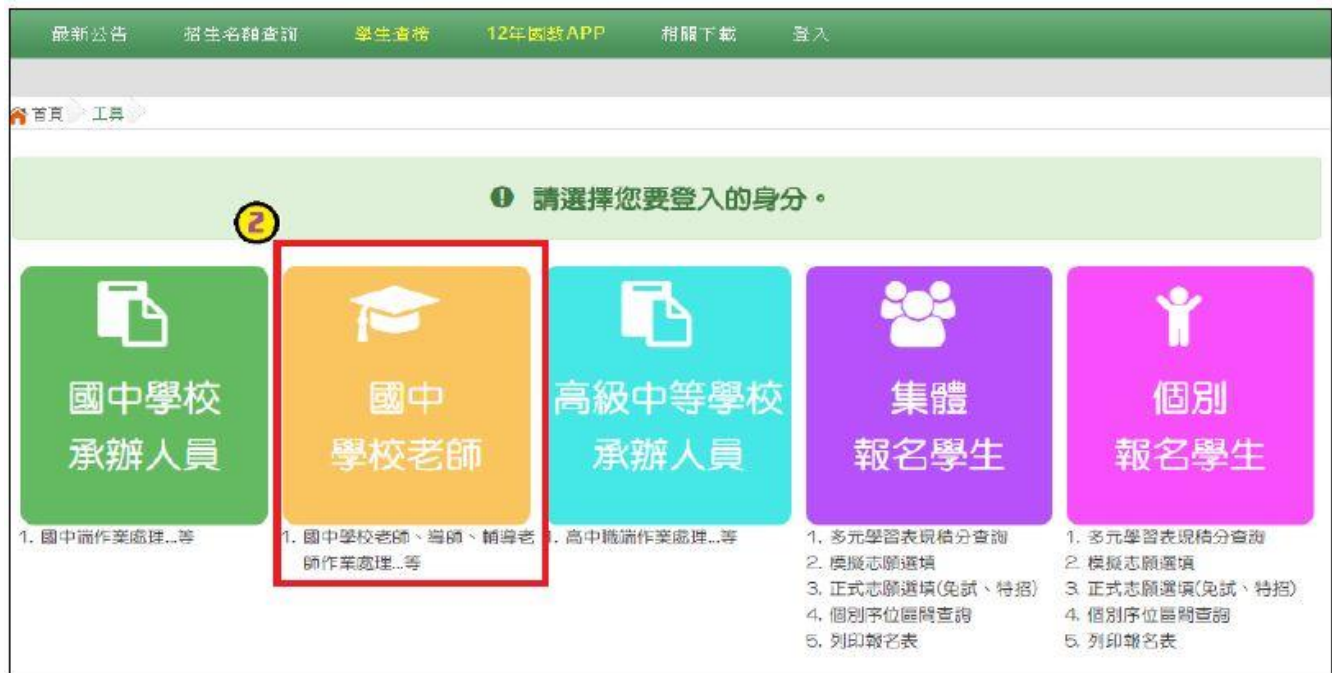 最新公告 招生名額查詢 學生查榜 12年國教APP 相關下載 登入
首頁 工具
請選擇您要登入的身分。
2
國中學校
承辦人員
1. 國中端作業處理...等
國中
學校老師
1. 國中學校老師、導師、輔導老
師作業處理...等
高級中等學校
承辦人員
1. 高中職端作業處理...等
集體
報名學生
1. 多元學習表現積分查詢
2. 模擬志願選填
3. 正式志願選填(免試、特招)
4. 個別序位區間查詢
5. 列印報名表
個別
報名學生
1. 多元學習表現積分查詢
2. 模擬志願選填
3. 正式志願選填(免試、特招)
4. 個別序位區間查詢
5. 列印報名表